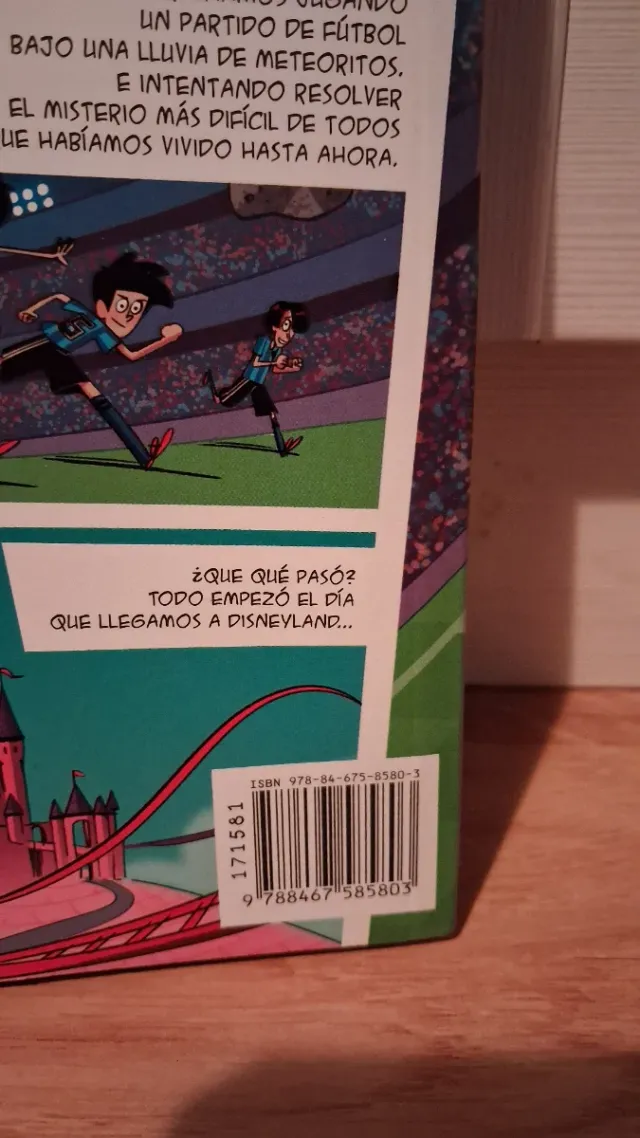 JUGANDO
UN PARTIDO DE FÚTBOL
BAJO UNA LLUVIA DE METEORITOS.
E INTENTANDO RESOLVER
EL MISTERIO MÁS DIFÍCIL DE TODOS
UE HABÍAMOS VIVIDO HASTA AHORA.
¿QUE QUÉ PASÓ?
TODO EMPEZÓ EL DÍA
QUE LLEGAMOS A DISNEYLAND...
ISBN 978-84-675-8580-3
171581
9 788467 585803